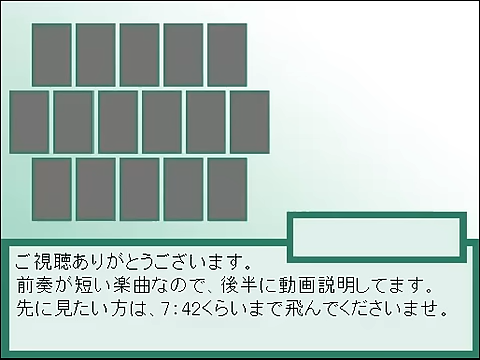 ご視聴ありがとうございます。
前奏が短い楽曲なので、後半に動画説明してます。
先に見たい方は、7:42くらいまで飛んでくださいませ。